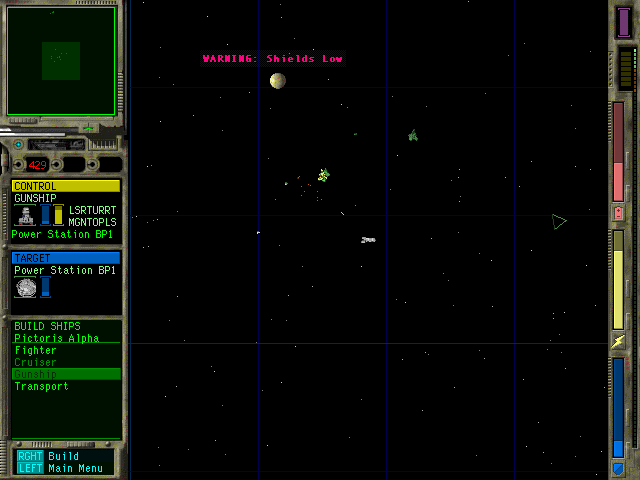 WARNING: Shields Low
429
CONTROL
GUNSHIP
LSRTURRT
MGNTOPLS
Power Station BP1
TARGET
Power Station BP1
BUILD SHIPS
Pictoris Alpha
Fighter
Cruiser
Gunship
Transport
RGHT Build
LEFT Main Menu